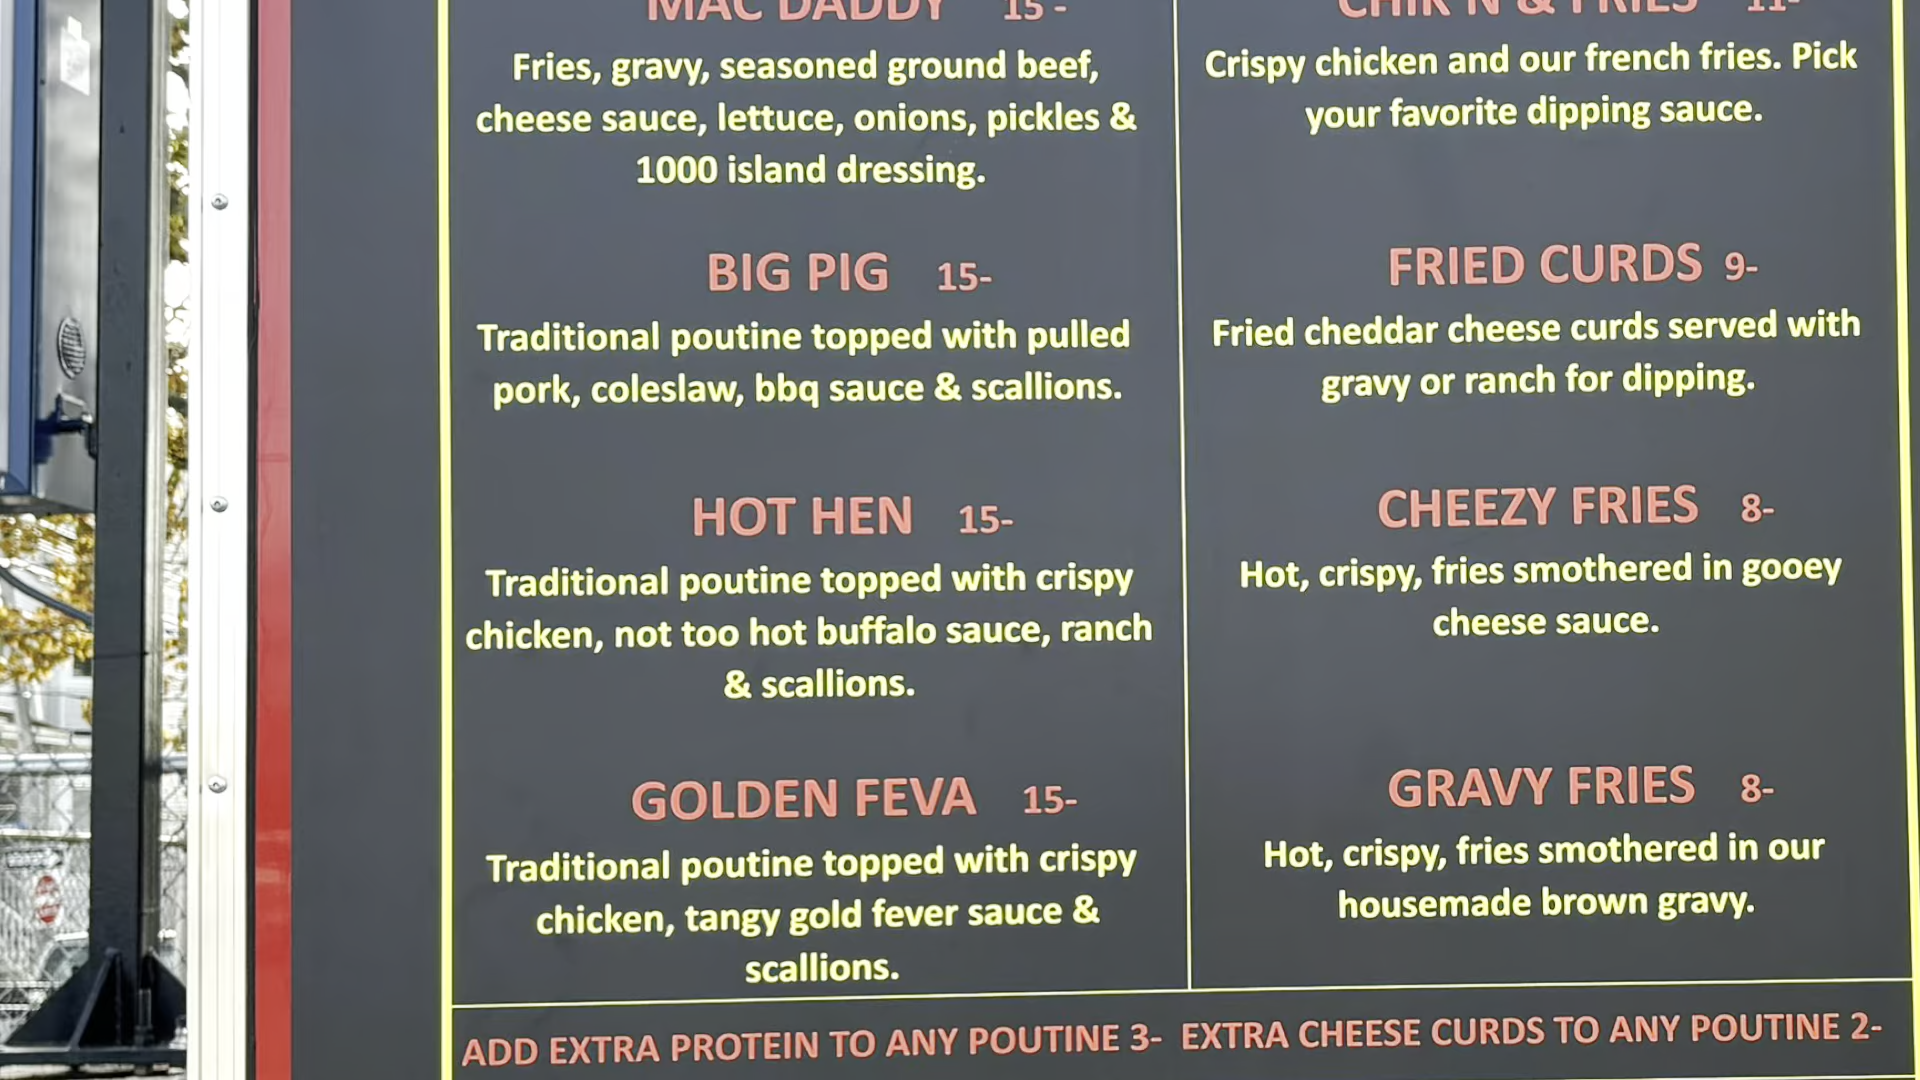 MAC DADDY 15-
Fries, gravy, seasoned ground beef,
cheese sauce, lettuce, onions, pickles &
1000 island dressing.
BIG PIG 15-
Traditional poutine topped with pulled
pork, coleslaw, bbq sauce & scallions.
HOT HEN 15-
Traditional poutine topped with crispy
chicken, not too hot buffalo sauce, ranch
& scallions.
GOLDEN FEVA 15-
Traditional poutine topped with crispy
chicken, tangy gold fever sauce &
scallions.
CHIK'N & FRIES 11-
Crispy chicken and our french fries. Pick
your favorite dipping sauce.
FRIED CURDS 9-
Fried cheddar cheese curds served with
gravy or ranch for dipping.
CHEEZY FRIES 8-
Hot, crispy, fries smothered in gooey
cheese sauce.
GRAVY FRIES 8-
Hot, crispy, fries smothered in our
housemade brown gravy.
ADD EXTRA PROTEIN TO ANY POUTINE 3- EXTRA CHEESE CURDS TO ANY POUTINE 2-